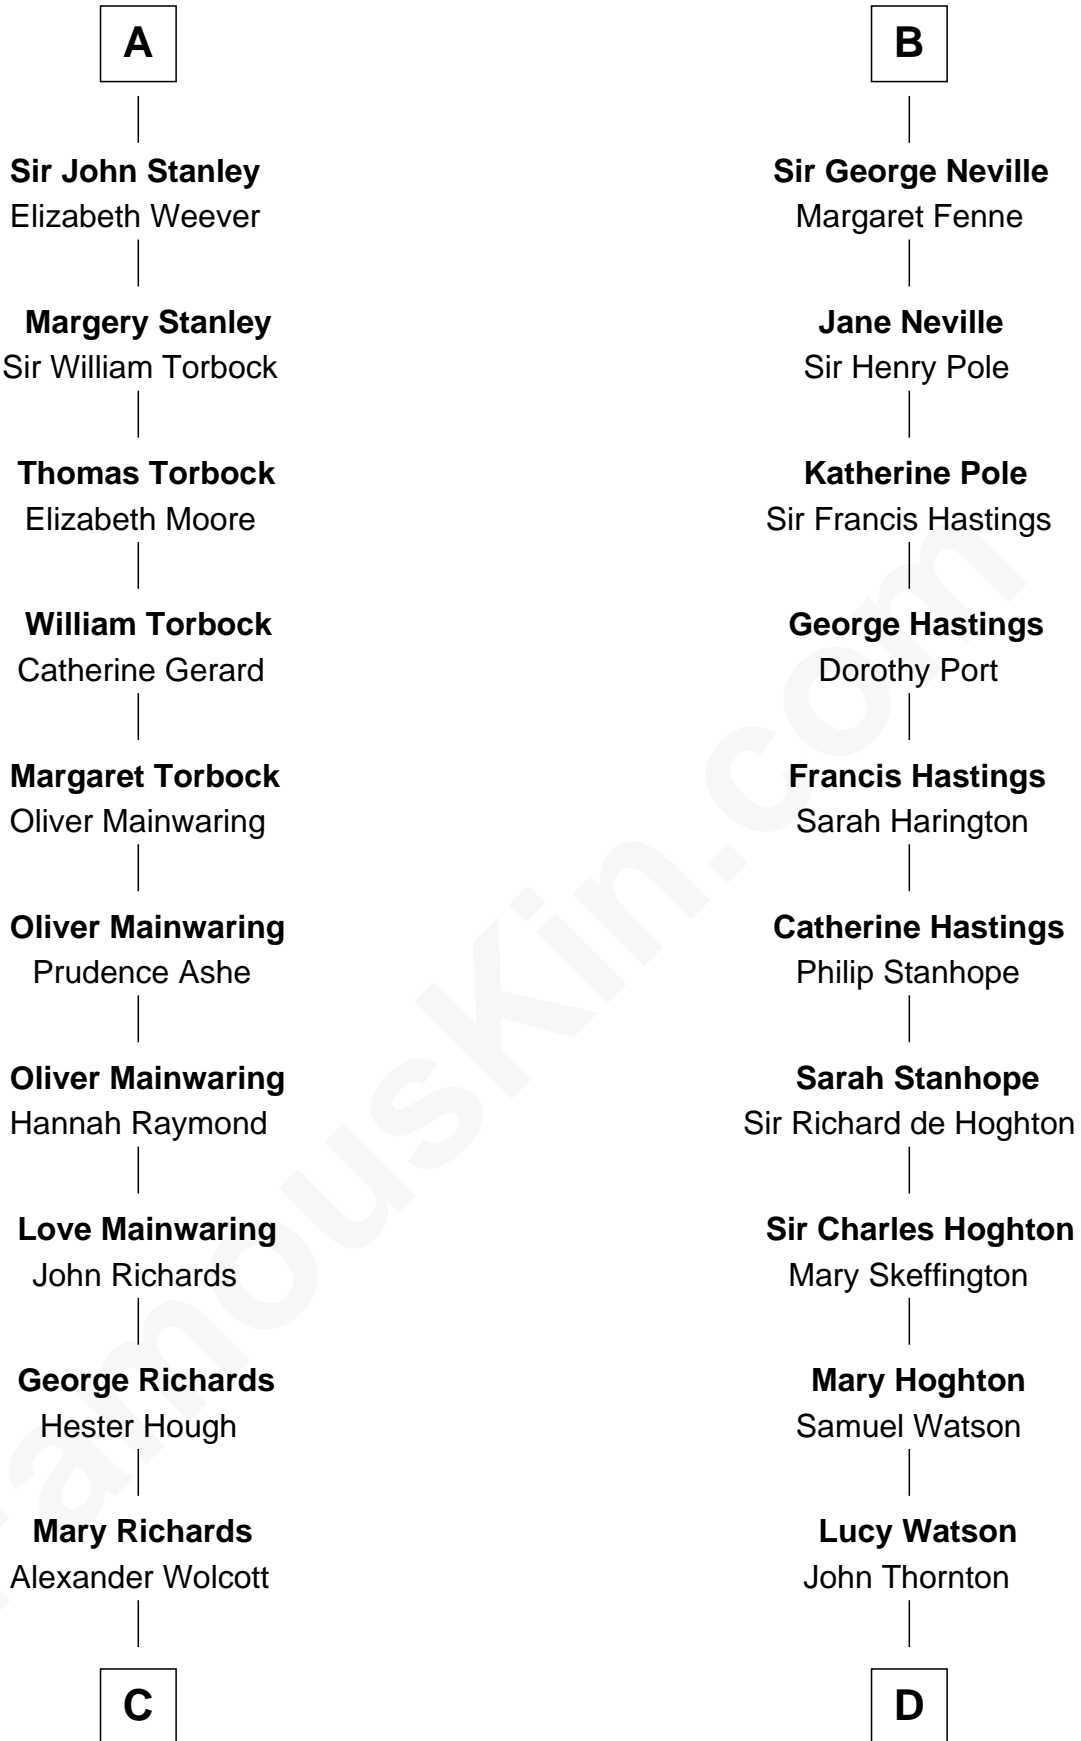 A
Sir John Stanley
Elizabeth Weever
Margery Stanley
Sir William Torbock
Thomas Torbock
Elizabeth Moore
William Torbock
Catherine Gerard
Margaret Torbock
Oliver Mainwaring
Oliver Mainwaring
Prudence Ashe
Oliver Mainwaring
Hannah Raymond
Love Mainwaring
John Richards
George Richards
Hester Hough
Mary Richards
Alexander Wolcott
C
B
Sir George Neville
Margaret Fenne
Jane Neville
Sir Henry Pole
Katherine Pole
Sir Francis Hastings
George Hastings
Dorothy Port
Francis Hastings
Sarah Harington
Catherine Hastings
Philip Stanhope
Sarah Stanhope
Sir Richard de Hoghton
Sir Charles Hoghton
Mary Skeffington
Mary Hoghton
Samuel Watson
Lucy Watson
John Thornton
D
FamousKin.com